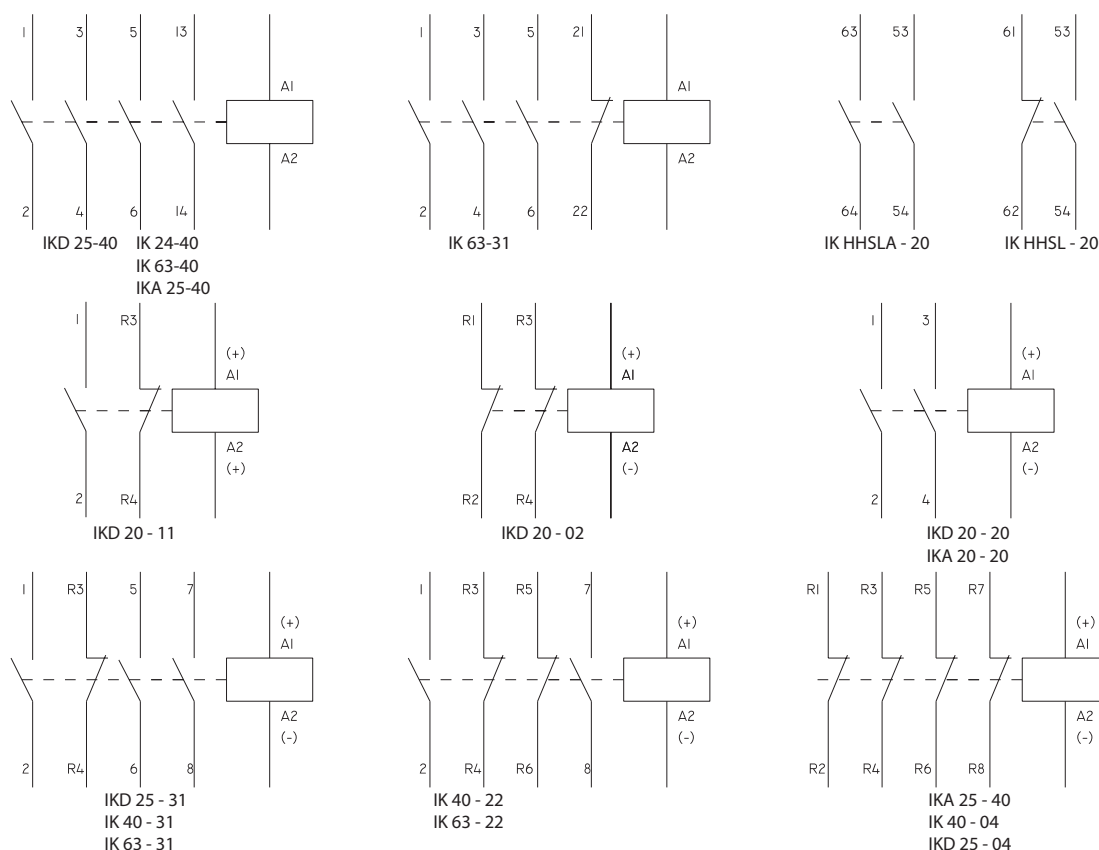 1 3 5 13
A1
A2
2 4 6 14
IKD 25-40 IK 24-40
IK 63-40
IKA 25-40
1 3 5 21
A1
A2
2 4 6 22
IK 63-31
63 53
64 54
IK HHSLA - 20
61 53
62 54
IK HHSL - 20
1 R3
(+)
A1
A2
(+)
2 R4
IKD 20 - 11
R1 R3
(+)
A1
A2
(-)
R2 R4
IKD 20 - 02
1 3
(+)
A1
A2
(-)
2 4
IKD 20 - 20
IKA 20 - 20
1 R3 5 7
(+)
A1
A2
(-)
2 R4 6 8
IKD 25 - 31
IK 40 - 31
IK 63 - 31
1 R3 R5 7
(+)
A1
A2
(-)
2 R4 R6 8
IK 40 - 22
IK 63 - 22
R1 R3 R5 R7
(+)
A1
A2
(-)
R2 R4 R6 R8
IKA 25 - 40
IK 40 - 04
IKD 25 - 04